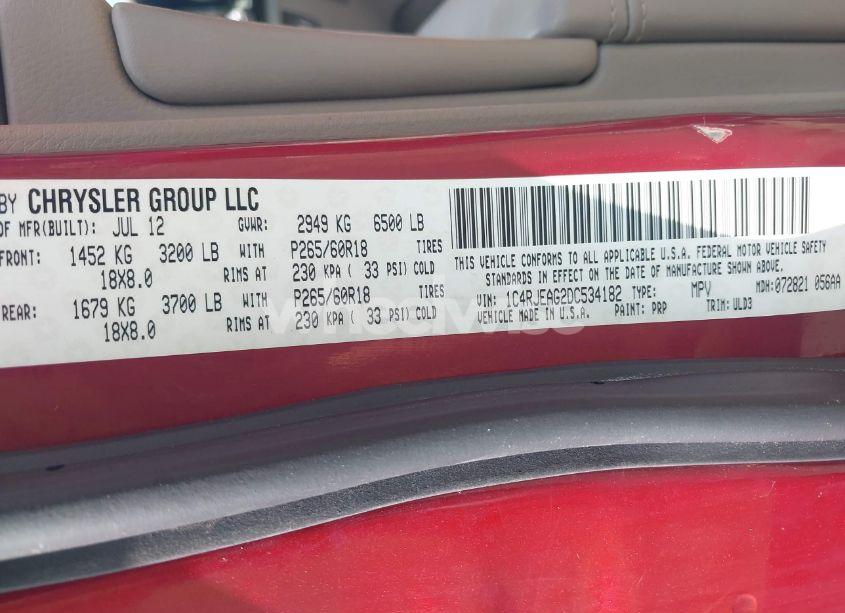 BY CHRYSLER GROUP LLC
OF MFR(BUILT): JUL 12 GVWR: 2949 KG 6500 LB
FRONT: 1452 KG 3200 LB WITH P265/60R18 TIRES
18X8.0 RIMS AT 230 KPA ( 33 PSI) COLD
REAR: 1679 KG 3700 LB WITH P265/60R18 TIRES
18X8.0 RIMS AT 230 KPA ( 33 PSI) COLD
THIS VEHICLE CONFORMS TO ALL APPLICABLE U.S.A. FEDERAL MOTOR VEHICLE SAFETY
STANDARDS IN EFFECT ON THE DATE OF MANUFACTURE SHOWN ABOVE.
VIN: 1C4RJEAG2DC534182 TYPE: MPV MDH: 072821 056AA
VEHICLE MADE IN U.S.A. PAINT: PRP TRIM: ULD3